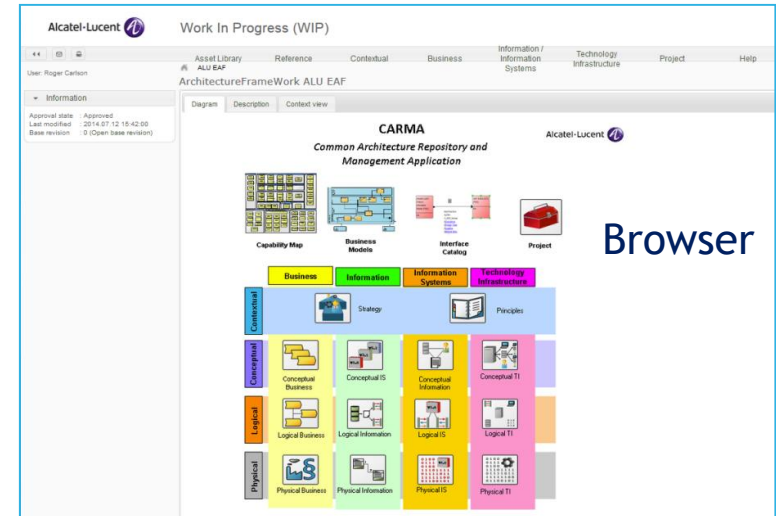 Alcatel-Lucent
Work In Progress (WIP)
Asset Library
Reference
Contextual
Business
Information / Information Systems
Technology Infrastructure
Project
Help
User: Roger Carlson
ALU EAF
ArchitectureFrameWork ALU EAF
Information
Approval state : Approved
Last modified : 2014.07.12 15:42:00
Base revision : 0 (Open base revision)
Diagram
Description
Context view
CARMA
Common Architecture Repository and
Management Application
Alcatel-Lucent
Capability Map
Business
Models
Interface
Catalog
Project
Browser
Business
Information
Information
Systems
Technology
Infrastructure
Contextual
Strategy
Principles
Conceptual
Conceptual
Business
Conceptual IS
Conceptual
Information
Conceptual TI
Logical
Logical Business
Logical Information
Logical IS
Logical TI
Physical
Physical Business
Physical Information
Physical IS
Physical TI